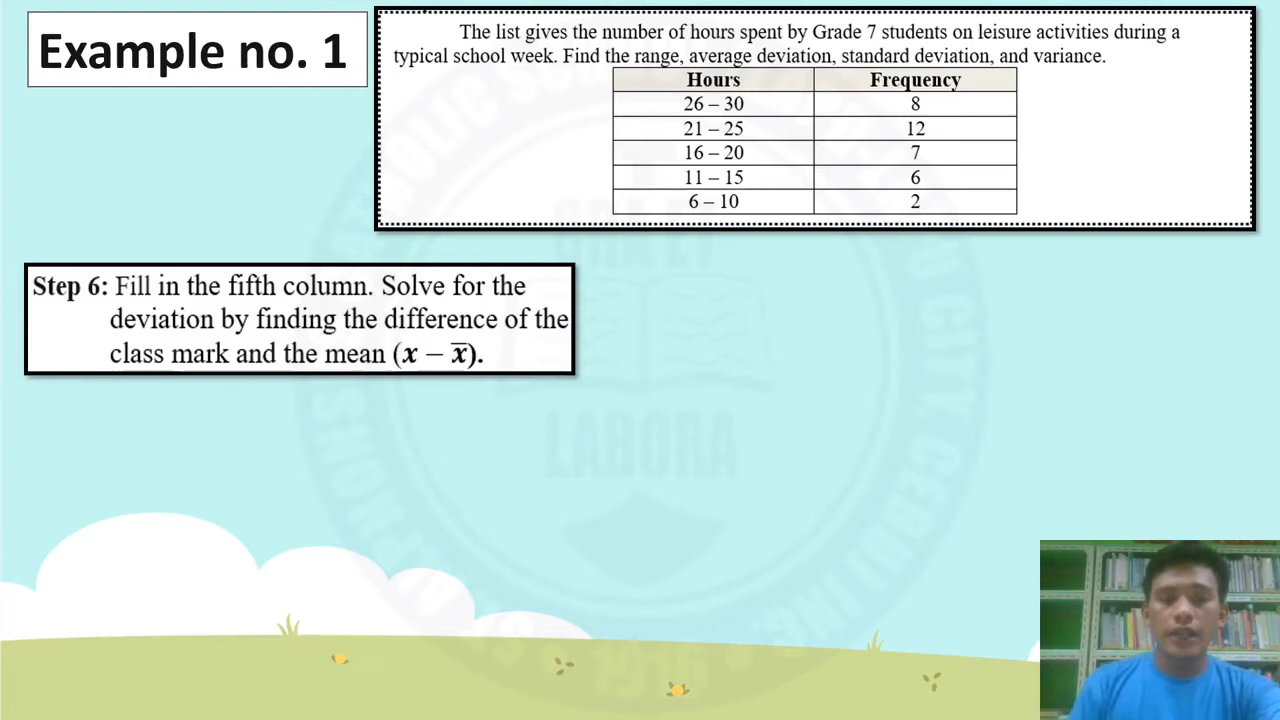 Example no. 1
The list gives the number of hours spent by Grade 7 students on leisure activities during a
typical school week. Find the range, average deviation, standard deviation, and variance.
Hours Frequency
26 – 30 8
21 – 25 12
16 – 20 7
11 – 15 6
6 – 10 2
Step 6: Fill in the fifth column. Solve for the
deviation by finding the difference of the
class mark and the mean (x − x̅).
LABORA